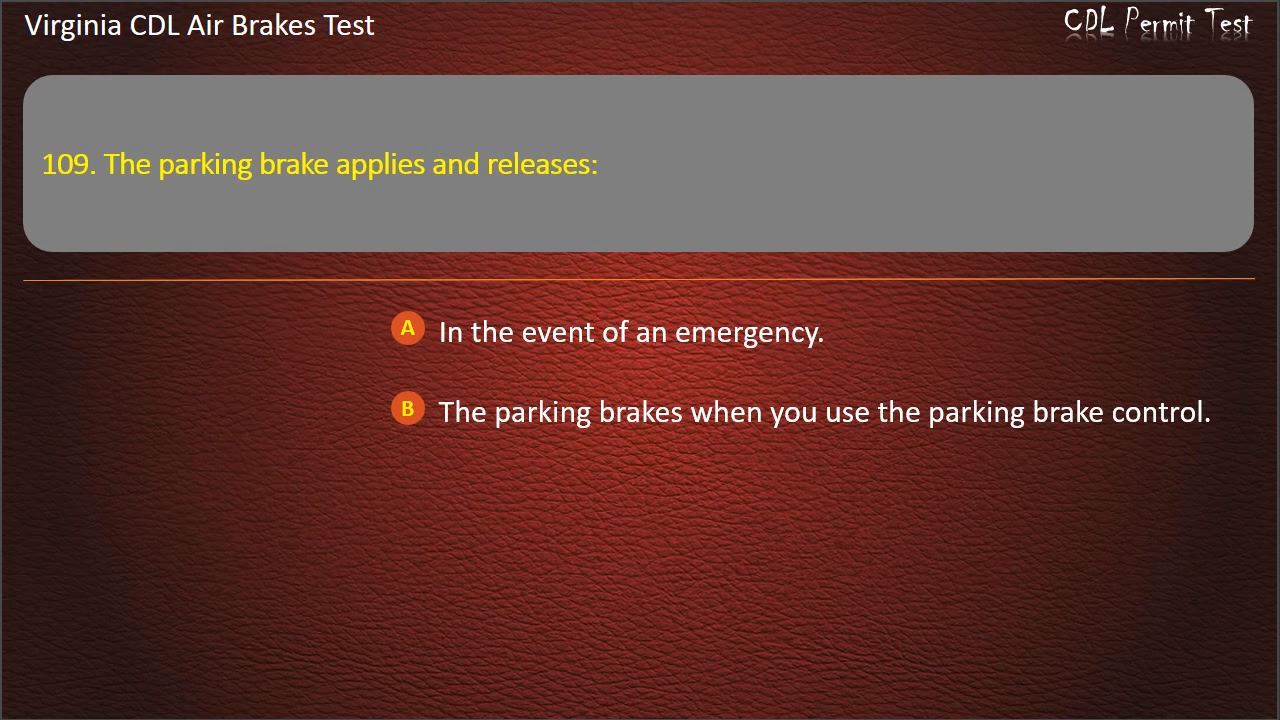 Virginia CDL Air Brakes Test
CDL Permit Test
109. The parking brake applies and releases:
A In the event of an emergency.
B The parking brakes when you use the parking brake control.